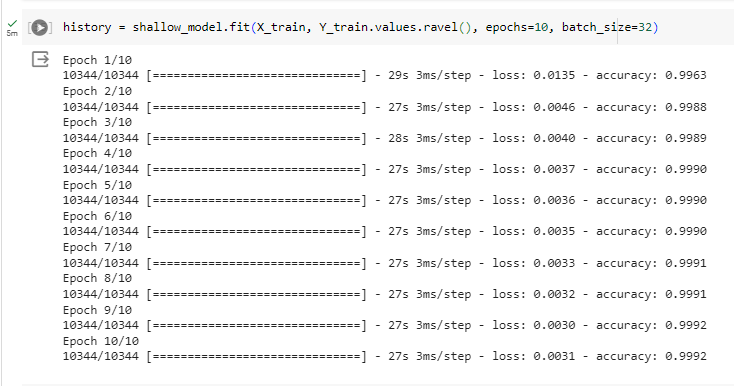 history = shallow_model.fit(X_train, Y_train.values.ravel(), epochs=10, batch_size=32)
5m
Epoch 1/10
10344/10344 [==============================] - 29s 3ms/step - loss: 0.0135 - accuracy: 0.9963
Epoch 2/10
10344/10344 [==============================] - 27s 3ms/step - loss: 0.0046 - accuracy: 0.9988
Epoch 3/10
10344/10344 [==============================] - 28s 3ms/step - loss: 0.0040 - accuracy: 0.9989
Epoch 4/10
10344/10344 [==============================] - 27s 3ms/step - loss: 0.0037 - accuracy: 0.9990
Epoch 5/10
10344/10344 [==============================] - 27s 3ms/step - loss: 0.0036 - accuracy: 0.9990
Epoch 6/10
10344/10344 [==============================] - 27s 3ms/step - loss: 0.0035 - accuracy: 0.9990
Epoch 7/10
10344/10344 [==============================] - 27s 3ms/step - loss: 0.0033 - accuracy: 0.9991
Epoch 8/10
10344/10344 [==============================] - 27s 3ms/step - loss: 0.0032 - accuracy: 0.9991
Epoch 9/10
10344/10344 [==============================] - 27s 3ms/step - loss: 0.0030 - accuracy: 0.9992
Epoch 10/10
10344/10344 [==============================] - 27s 3ms/step - loss: 0.0031 - accuracy: 0.9992